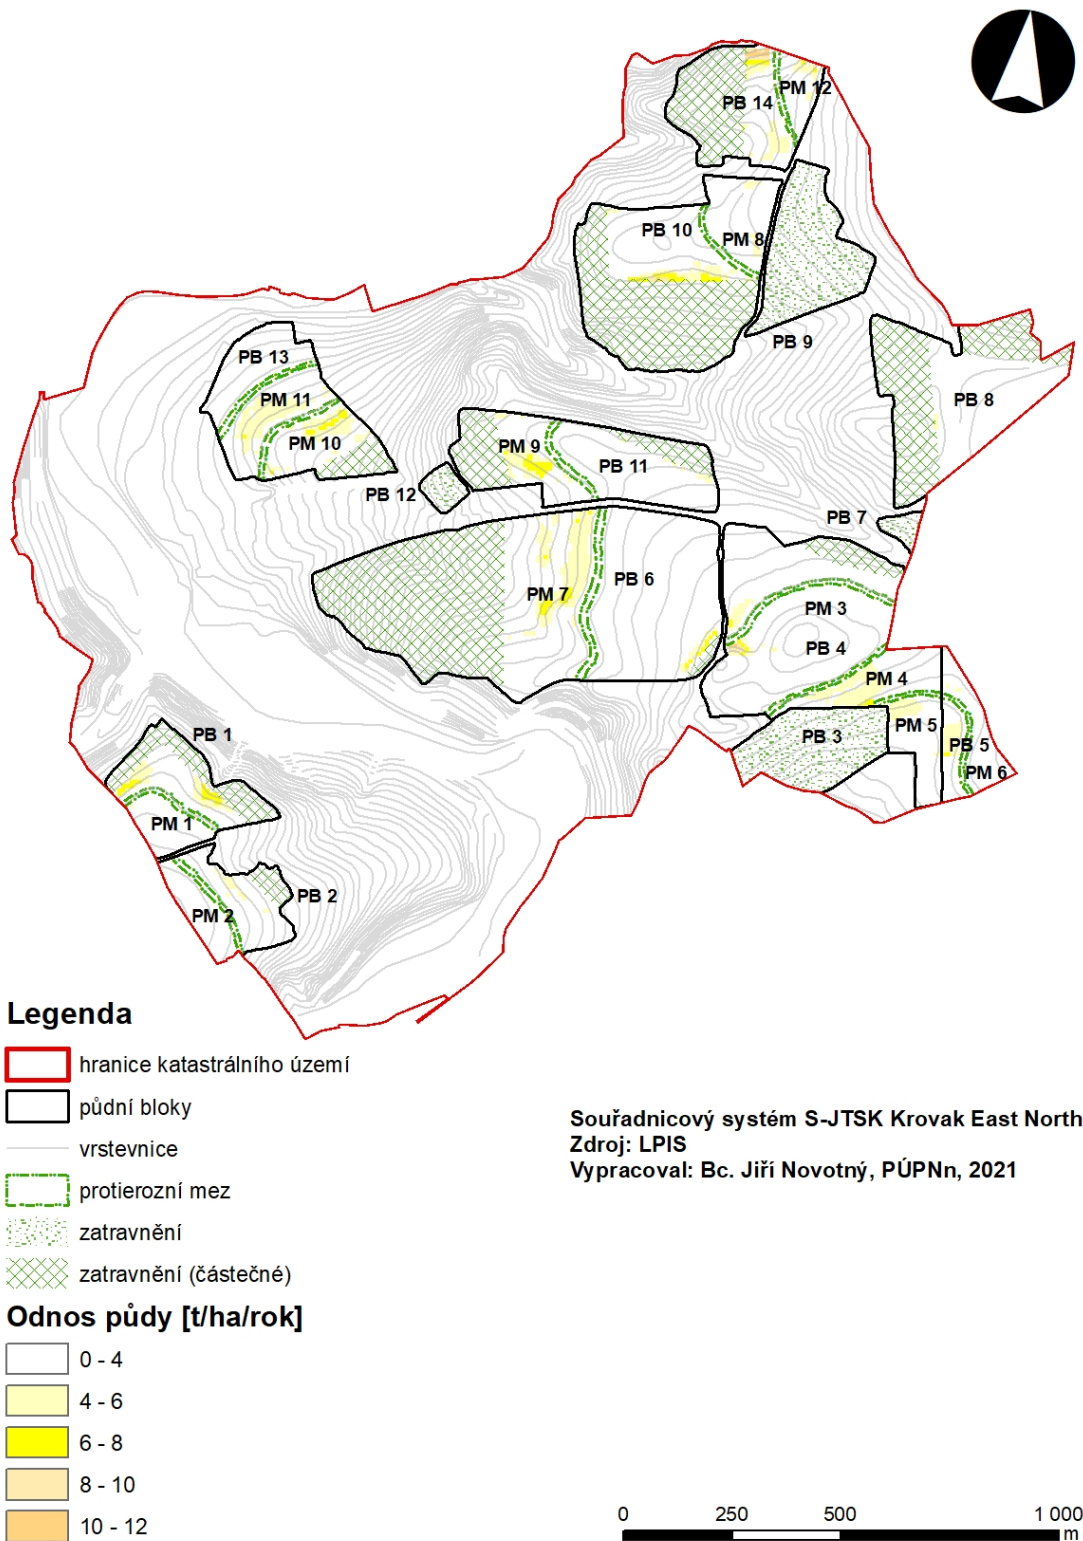 PM 12
PB 14
PB 10
PM 8
PB 9
PB 13
PB 8
PM 11
PM 10
PM 9
PB 11
PB 12
PB 7
PB 6
PM 7
PM 3
PB 4
PM 4
PM 5
PB 3
PB 5
PM 6
PB 1
PM 1
PB 2
PM 2
Legenda
hranice katastrálního území
půdní bloky
vrstevnice
protierozní mez
zatravnění
zatravnění (částečné)
Odnos půdy [t/ha/rok]
0 - 4
4 - 6
6 - 8
8 - 10
10 - 12
Souřadnicový systém S-JTSK Krovak East North
Zdroj: LPIS
Vypracoval: Bc. Jiří Novotný, PÚPNn, 2021
0 250 500 1 000
m